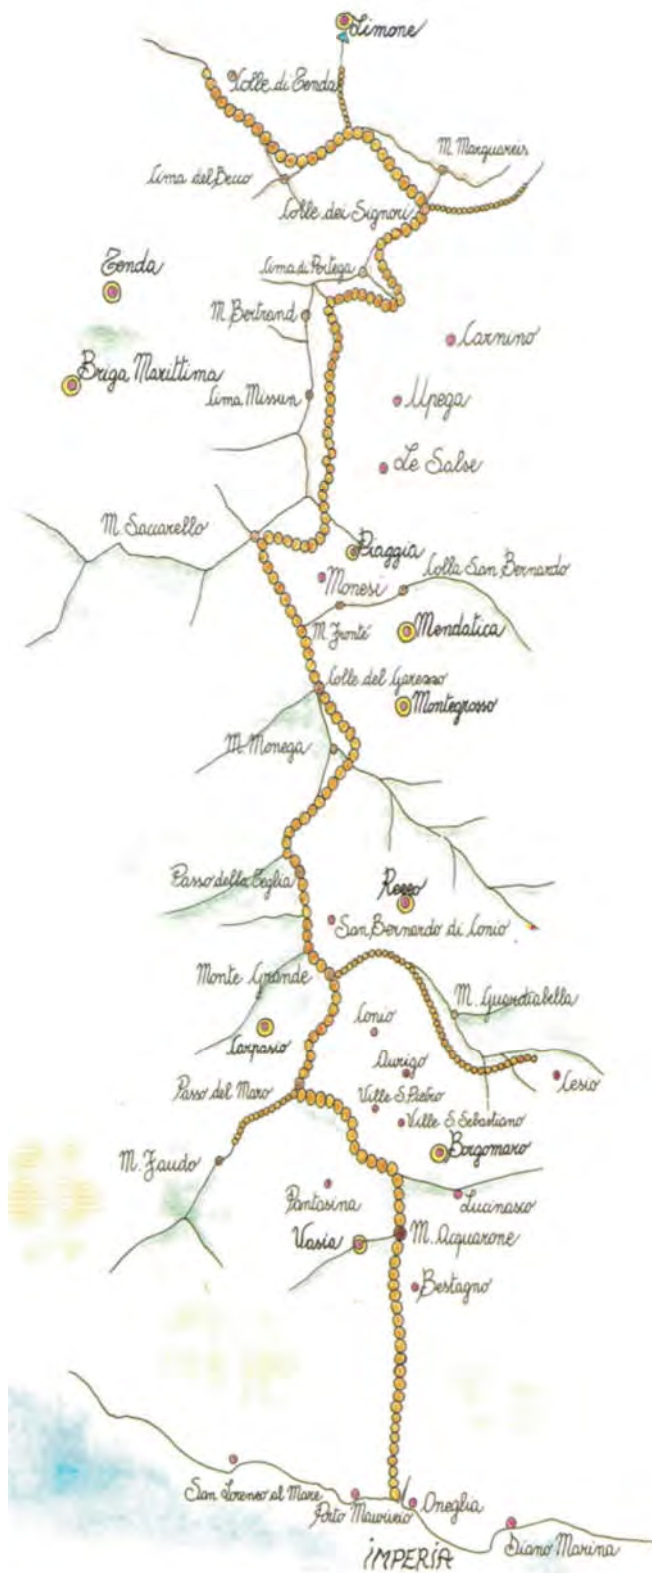 Limone
Colle di Tenda
M. Marguareis
Cima del Becco
Colle dei Signori
Cima di Pertega
Tenda
M. Bertrand
Carnino
Briga Marittima
Cima Missun
Upega
Le Salse
M. Saccarello
Piaggia
Colla San Bernardo
Monesi
M. Fronté
Mendatica
Colle del Garezzo
Montegrosso
M. Monega
Passo della Teglia
Rezzo
San Bernardo di Conio
Monte Grande
M. Guardiabella
Conio
Carpasio
Aurigo
Cesio
Passo del Maro
Ville S. Pietro
Ville S. Sebastiano
Borgomaro
M. Faudo
Pantasina
Lucinasco
Vasia
M. Acquarone
Bestagno
San Lorenzo al Mare
Porto Maurizio
Oneglia
Diano Marina
IMPERIA